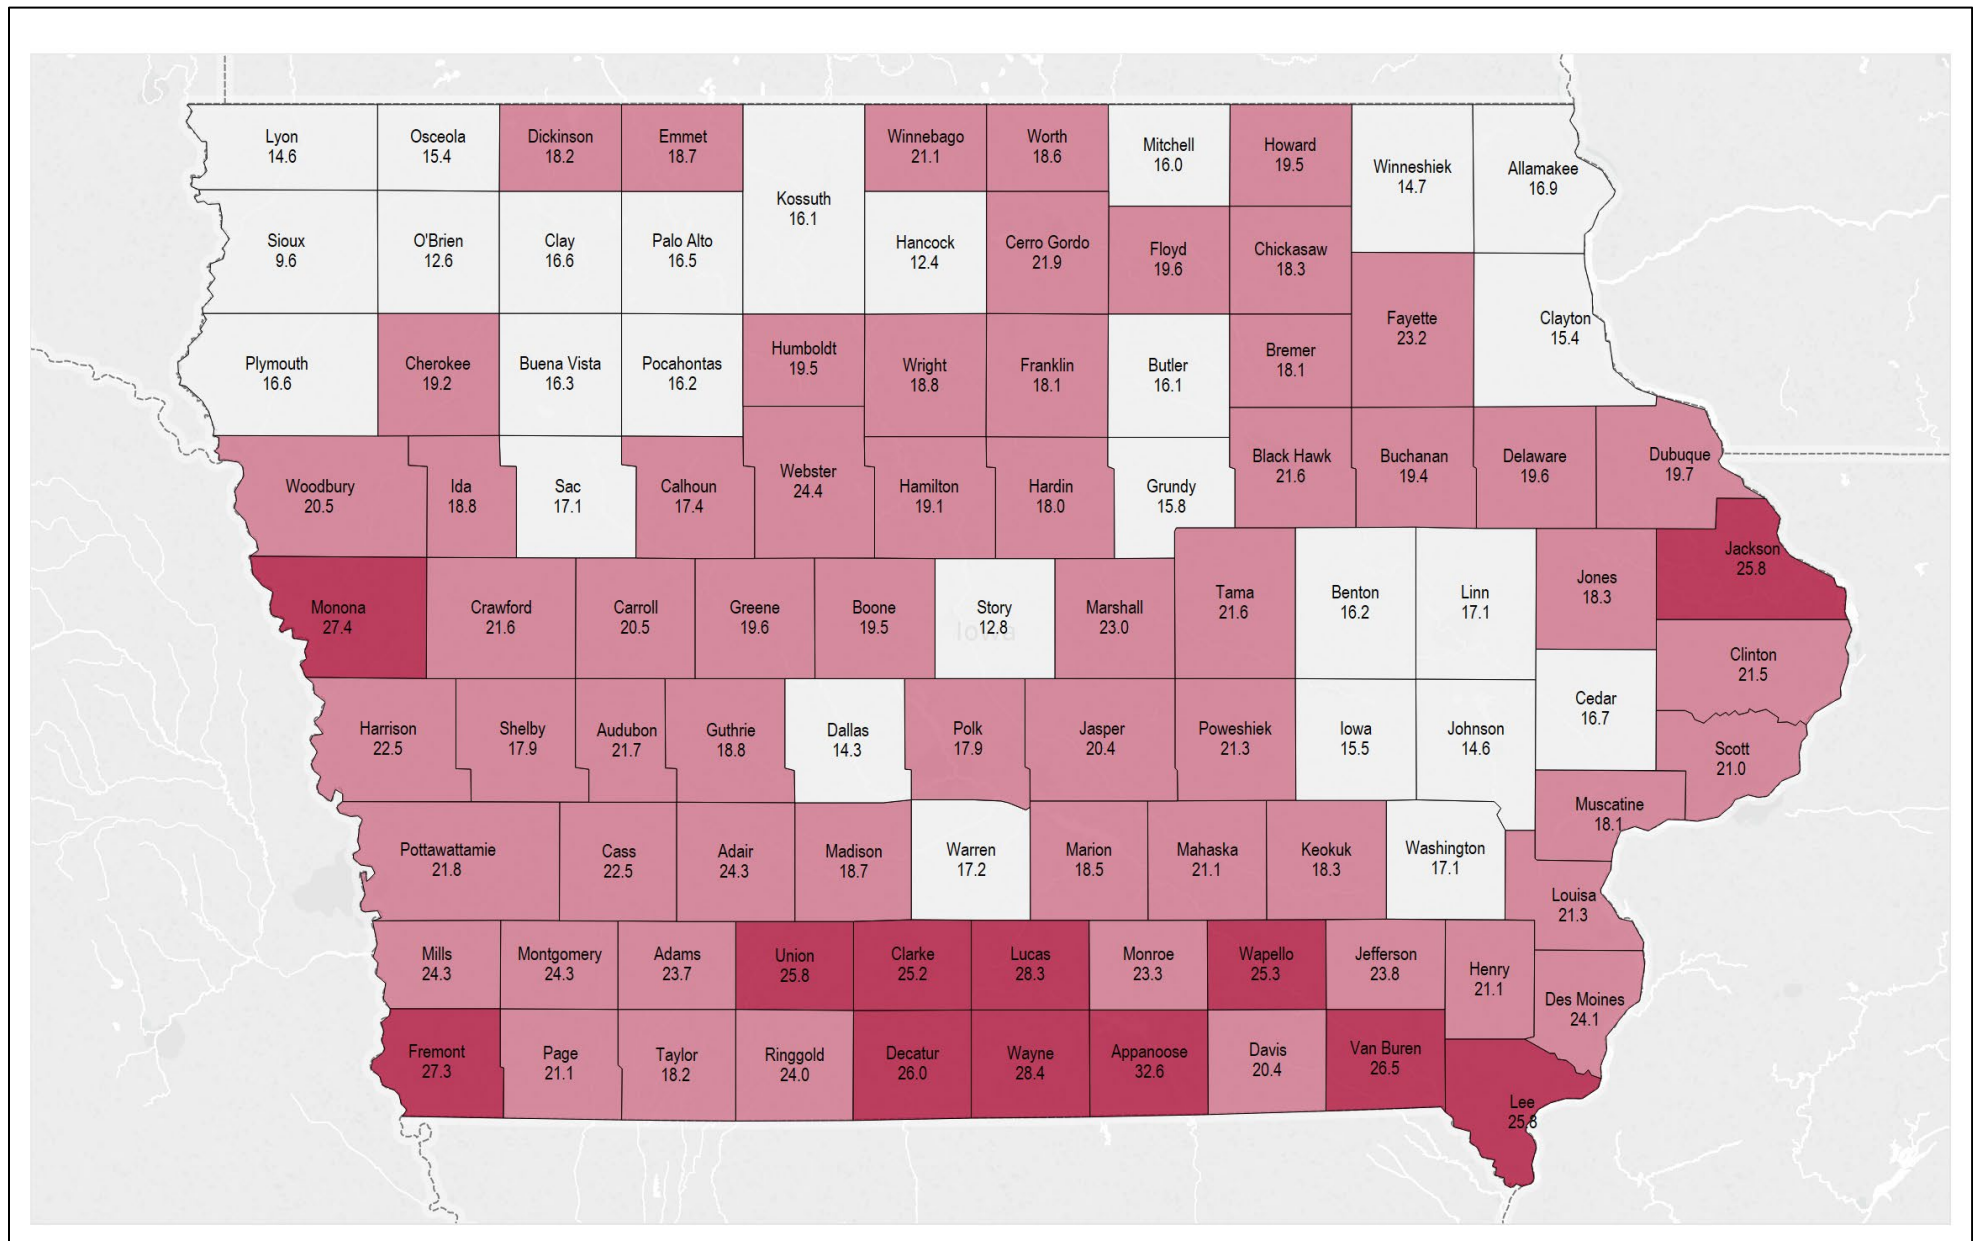 Lyon
14.6
Osceola
15.4
Dickinson
18.2
Emmet
18.7
Kossuth
16.1
Winnebago
21.1
Worth
18.6
Mitchell
16.0
Howard
19.5
Winneshiek
14.7
Allamakee
16.9
Sioux
9.6
O'Brien
12.6
Clay
16.6
Palo Alto
16.5
Hancock
12.4
Cerro Gordo
21.9
Floyd
19.6
Chickasaw
18.3
Plymouth
16.6
Cherokee
19.2
Buena Vista
16.3
Pocahontas
16.2
Humboldt
19.5
Wright
18.8
Franklin
18.1
Butler
16.1
Bremer
18.1
Fayette
23.2
Clayton
15.4
Woodbury
20.5
Ida
18.8
Sac
17.1
Calhoun
17.4
Webster
24.4
Hamilton
19.1
Hardin
18.0
Grundy
15.8
Black Hawk
21.6
Buchanan
19.4
Delaware
19.6
Dubuque
19.7
Monona
27.4
Crawford
21.6
Carroll
20.5
Greene
19.6
Boone
19.5
Story
12.8
Iowa
Marshall
23.0
Tama
21.6
Benton
16.2
Linn
17.1
Jones
18.3
Jackson
25.8
Clinton
21.5
Harrison
22.5
Shelby
17.9
Audubon
21.7
Guthrie
18.8
Dallas
14.3
Polk
17.9
Jasper
20.4
Poweshiek
21.3
Iowa
15.5
Johnson
14.6
Cedar
16.7
Scott
21.0
Muscatine
18.1
Pottawattamie
21.8
Cass
22.5
Adair
24.3
Madison
18.7
Warren
17.2
Marion
18.5
Mahaska
21.1
Keokuk
18.3
Washington
17.1
Louisa
21.3
Mills
24.3
Montgomery
24.3
Adams
23.7
Union
25.8
Clarke
25.2
Lucas
28.3
Monroe
23.3
Wapello
25.3
Jefferson
23.8
Henry
21.1
Des Moines
24.1
Fremont
27.3
Page
21.1
Taylor
18.2
Ringgold
24.0
Decatur
26.0
Wayne
28.4
Appanoose
32.6
Davis
20.4
Van Buren
26.5
Lee
25.8